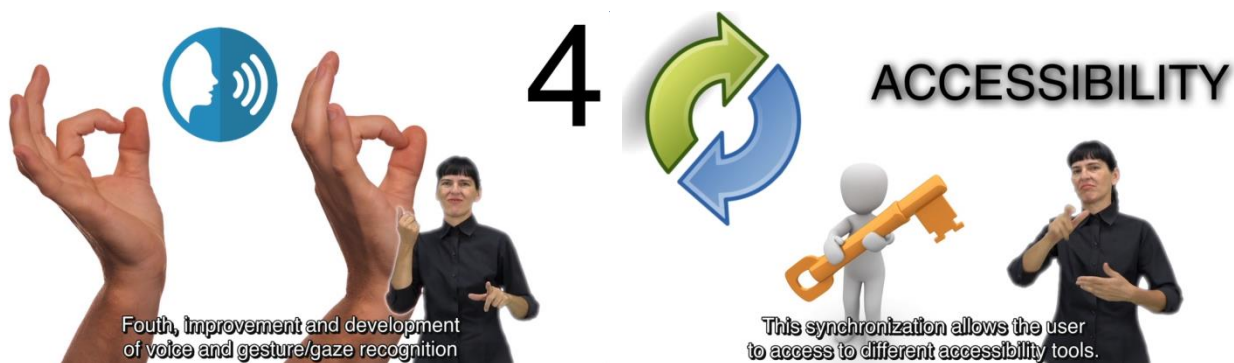 4
Fouth, improvement and development
of voice and gesture/gaze recognition
ACCESSIBILITY
This synchronization allows the user
to access to different accessibility tools.